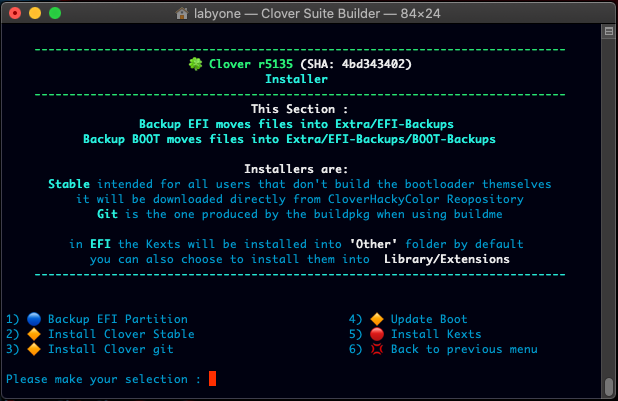 labyone — Clover Suite Builder — 84×24
------------------------------------------------------------------------------
🍀 Clover r5135 (SHA: 4bd343402)
Installer
------------------------------------------------------------------------------
This Section :
Backup EFI moves files into Extra/EFI-Backups
Backup BOOT moves files into Extra/EFI-Backups/BOOT-Backups
Installers are:
Stable intended for all users that don't build the bootloader themselves
it will be downloaded directly from CloverHackyColor Reopository
Git is the one produced by the buildpkg when using buildme
in EFI the Kexts will be installed into 'Other' folder by default
you can also choose to install them into  Library/Extensions
------------------------------------------------------------------------------
1) 🔵 Backup EFI Partition 4) 🔶 Update Boot
2) 🔶 Install Clover Stable 5) 🔴 Install Kexts
3) 🔶 Install Clover git 6) 💢 Back to previous menu
Please make your selection :